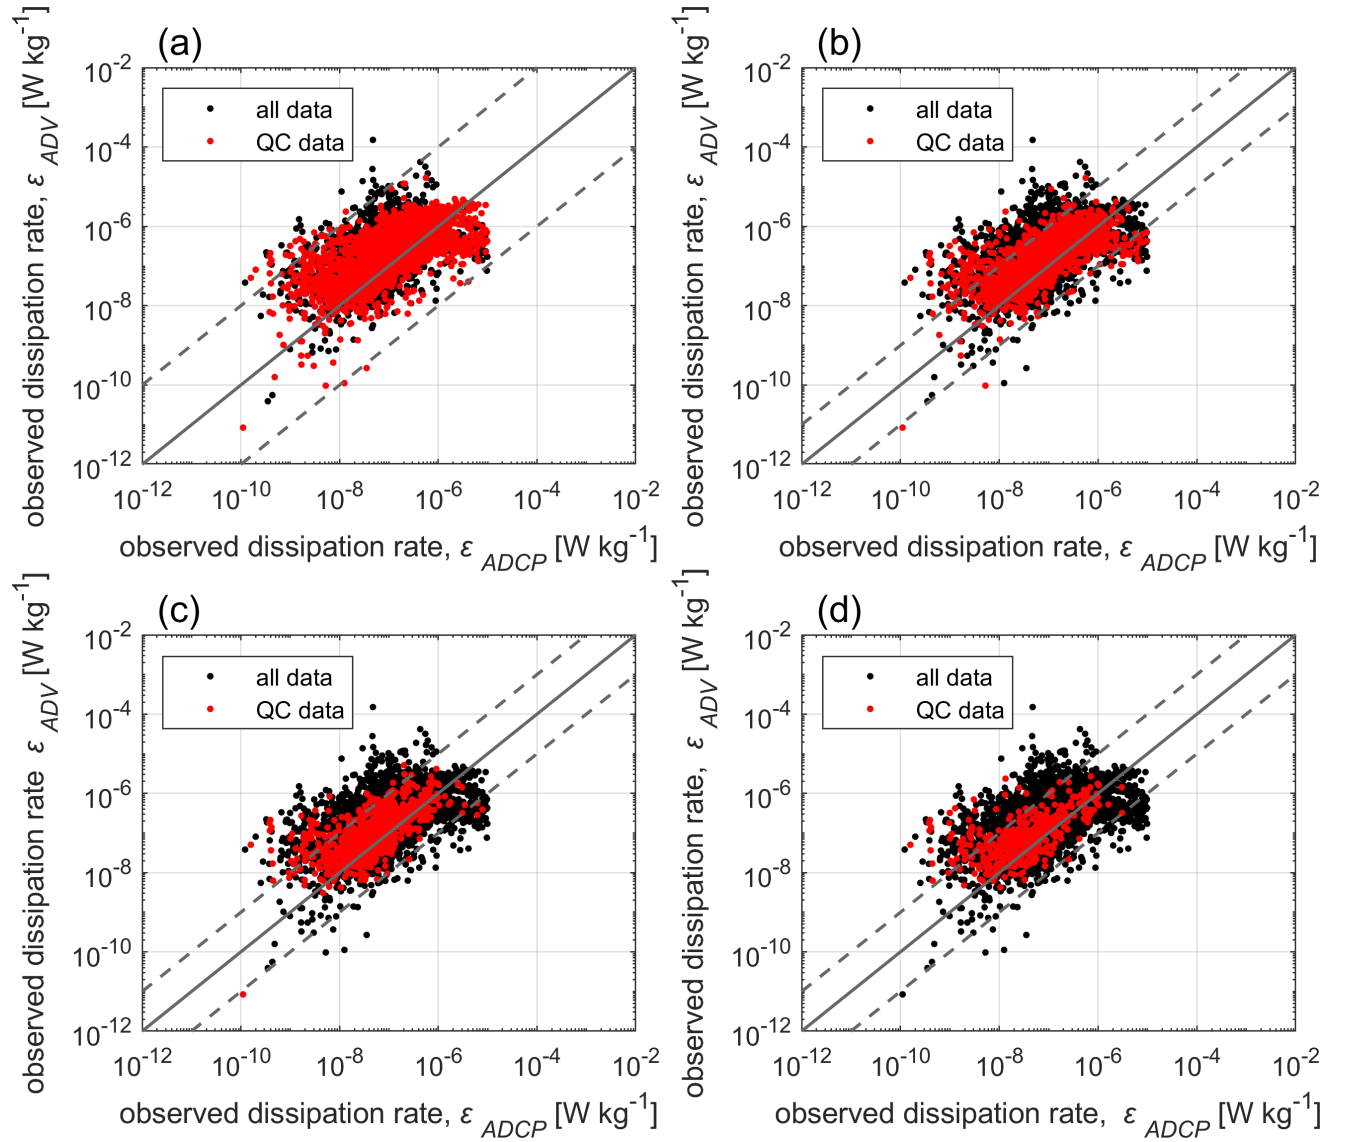 (a)
observed dissipation rate, ε ADV [W kg-1]
10-2
10-4
10-6
10-8
10-10
10-12
all data
QC data
10-12 10-10 10-8 10-6 10-4 10-2
observed dissipation rate, ε ADCP [W kg-1]
(b)
observed dissipation rate, ε ADV [W kg-1]
10-2
10-4
10-6
10-8
10-10
10-12
all data
QC data
10-12 10-10 10-8 10-6 10-4 10-2
observed dissipation rate, ε ADCP [W kg-1]
(c)
observed dissipation rate ε ADV [W kg-1]
10-2
10-4
10-6
10-8
10-10
10-12
all data
QC data
10-12 10-10 10-8 10-6 10-4 10-2
observed dissipation rate, ε ADCP [W kg-1]
(d)
observed dissipation rate, ε ADV [W kg-1]
10-2
10-4
10-6
10-8
10-10
10-12
all data
QC data
10-12 10-10 10-8 10-6 10-4 10-2
observed dissipation rate, ε ADCP [W kg-1]